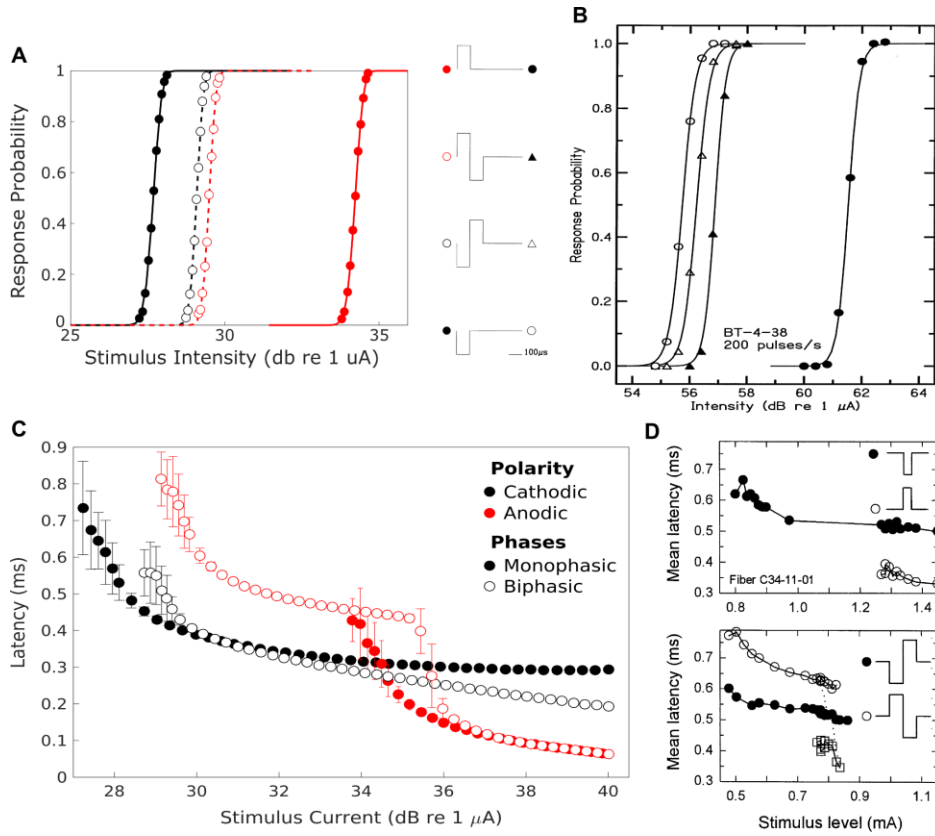 A
Response Probability
1
0.8
0.6
0.4
0.2
0
25
30
35
Stimulus Intensity (db re 1 uA)
100µs
B
Response Probability
1.0
0.8
0.6
0.4
0.2
0.0
BT-4-38
200 pulses/s
54
56
58
60
62
64
Intensity (dB re 1 µA)
C
Latency (ms)
0.9
0.8
0.7
0.6
0.5
0.4
0.3
0.2
0.1
0
Polarity
Cathodic
Anodic
Phases
Monophasic
Biphasic
28
30
32
34
36
38
40
Stimulus Current (dB re 1 µA)
D
Mean latency (ms)
0.7
0.5
0.3
Fiber C34-11-01
0.8
1.0
1.2
1.4
Mean latency (ms)
0.7
0.6
0.5
0.4
0.3
0.5
0.7
0.9
1.1
Stimulus level (mA)